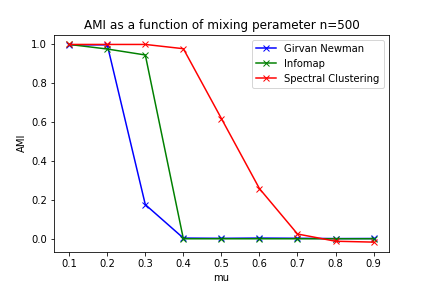 AMI as a function of mixing perameter n=500
Girvan Newman
Infomap
Spectral Clustering
AMI
1.0
0.8
0.6
0.4
0.2
0.0
0.1 0.2 0.3 0.4 0.5 0.6 0.7 0.8 0.9
mu